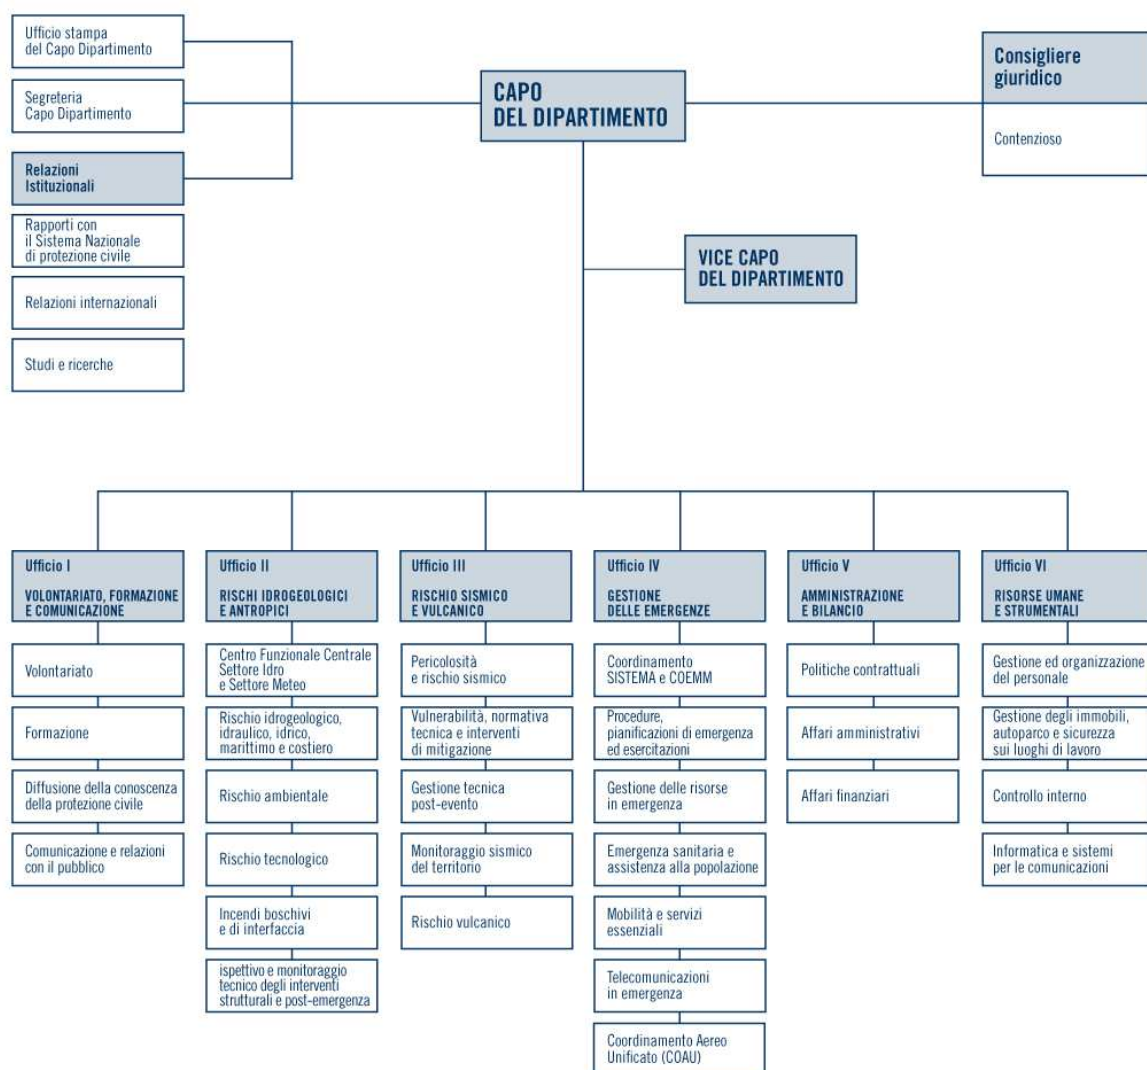 Ufficio stampa
del Capo Dipartimento
Segreteria
Capo Dipartimento
Relazioni
Istituzionali
Rapporti con
il Sistema Nazionale
di protezione civile
Relazioni internazionali
Studi e ricerche
CAPO
DEL DIPARTIMENTO
Consigliere
giuridico
Contenzioso
VICE CAPO
DEL DIPARTIMENTO
Ufficio I
VOLONTARIATO, FORMAZIONE
E COMUNICAZIONE
Volontariato
Formazione
Diffusione della conoscenza
della protezione civile
Comunicazione e relazioni
con il pubblico
Ufficio II
RISCHI IDROGEOLOGICI
E ANTROPICI
Centro Funzionale Centrale
Settore Idro
e Settore Meteo
Rischio idrogeologico,
idraulico, idrico,
marittimo e costiero
Rischio ambientale
Rischio tecnologico
Incendi boschivi
e di interfaccia
ispettivo e monitoraggio
tecnico degli interventi
strutturali e post-emergenza
Ufficio III
RISCHIO SISMICO
E VULCANICO
Pericolosità
e rischio sismico
Vulnerabilità, normativa
tecnica e interventi
di mitigazione
Gestione tecnica
post-evento
Monitoraggio sismico
del territorio
Rischio vulcanico
Ufficio IV
GESTIONE
DELLE EMERGENZE
Coordinamento
SISTEMA e COEMM
Procedure,
pianificazioni di emergenza
ed esercitazioni
Gestione delle risorse
in emergenza
Emergenza sanitaria e
assistenza alla popolazione
Mobilità e servizi
essenziali
Telecomunicazioni
in emergenza
Coordinamento Aereo
Unificato (COAU)
Ufficio V
AMMINISTRAZIONE
E BILANCIO
Politiche contrattuali
Affari amministrativi
Affari finanziari
Ufficio VI
RISORSE UMANE
E STRUMENTALI
Gestione ed organizzazione
del personale
Gestione degli immobili,
autoparco e sicurezza
sui luoghi di lavoro
Controllo interno
Informatica e sistemi
per le comunicazioni